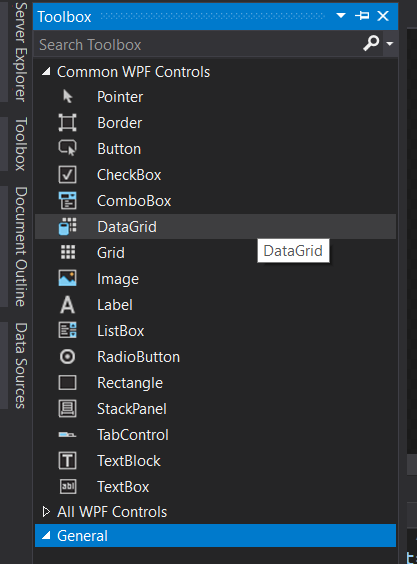 Toolbox
Search Toolbox
Common WPF Controls
Pointer
Border
Button
CheckBox
ComboBox
DataGrid
DataGrid
Grid
Image
A Label
ListBox
RadioButton
Rectangle
StackPanel
TabControl
T TextBlock
abl TextBox
All WPF Controls
General
Server Explorer
Toolbox
Document Outline
Data Sources